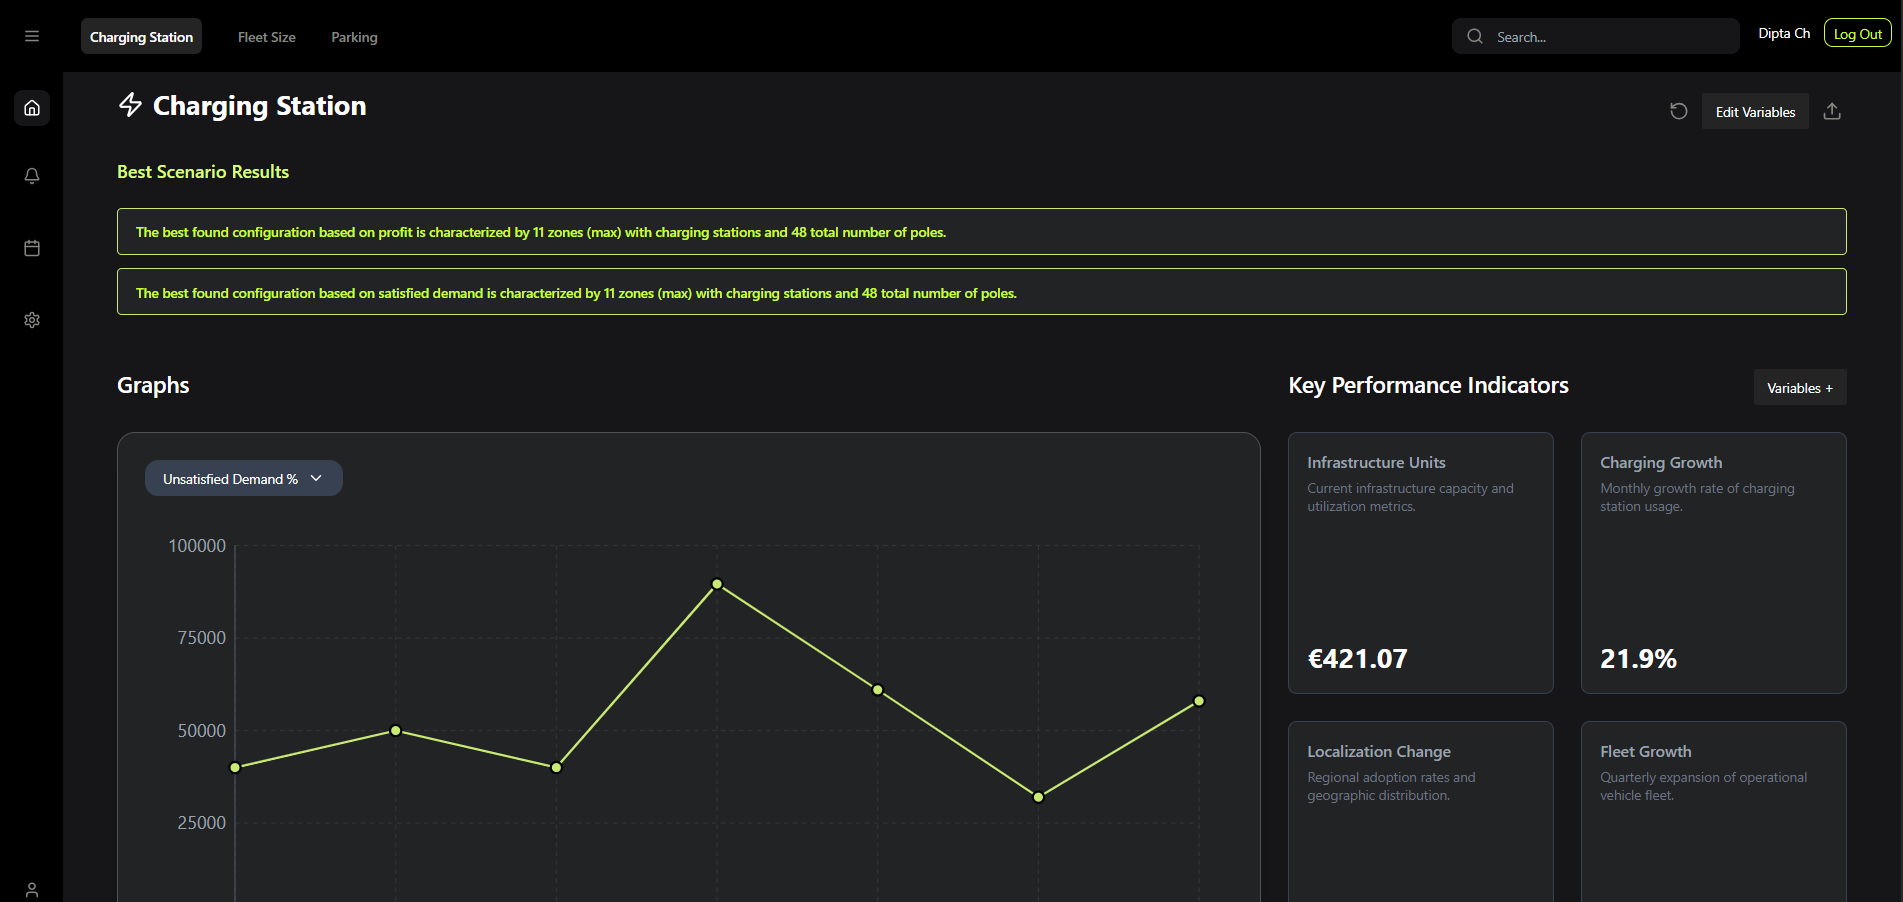 Charging Station
Fleet Size
Parking
Search...
Dipta Ch
Log Out
Charging Station
Edit Variables
Best Scenario Results
The best found configuration based on profit is characterized by 11 zones (max) with charging stations and 48 total number of poles.
The best found configuration based on satisfied demand is characterized by 11 zones (max) with charging stations and 48 total number of poles.
Graphs
Unsatisfied Demand %
100000
75000
50000
25000
Key Performance Indicators
Variables +
Infrastructure Units
Current infrastructure capacity and
utilization metrics.
€421.07
Charging Growth
Monthly growth rate of charging
station usage.
21.9%
Localization Change
Regional adoption rates and
geographic distribution.
Fleet Growth
Quarterly expansion of operational
vehicle fleet.